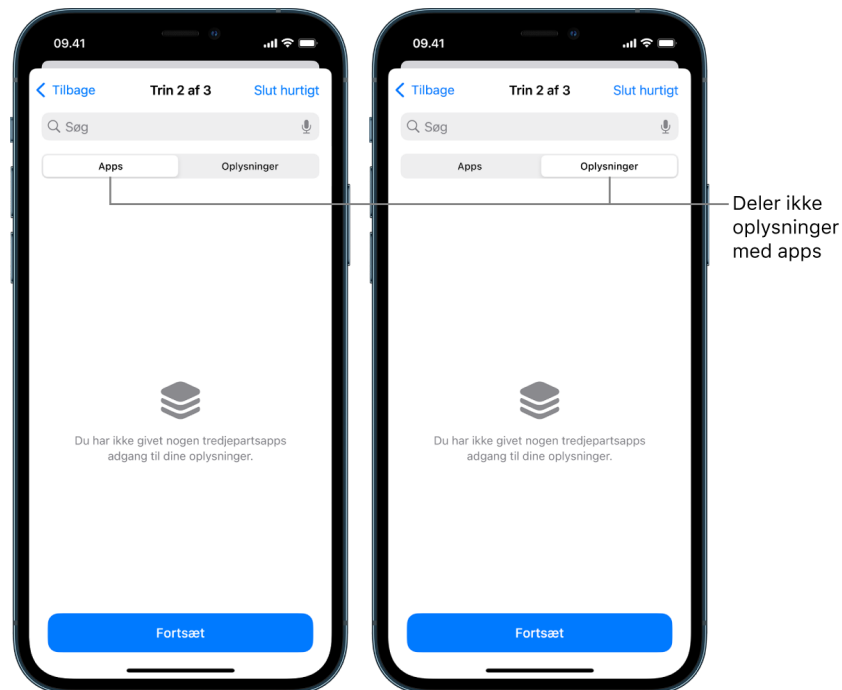 09.41
Tilbage
Trin 2 af 3
Slut hurtigt
Søg
Apps
Oplysninger
Du har ikke givet nogen tredjepartsapps
adgang til dine oplysninger.
Fortsæt
09.41
Tilbage
Trin 2 af 3
Slut hurtigt
Søg
Apps
Oplysninger
Du har ikke givet nogen tredjepartsapps
adgang til dine oplysninger.
Fortsæt
Deler ikke
oplysninger
med apps